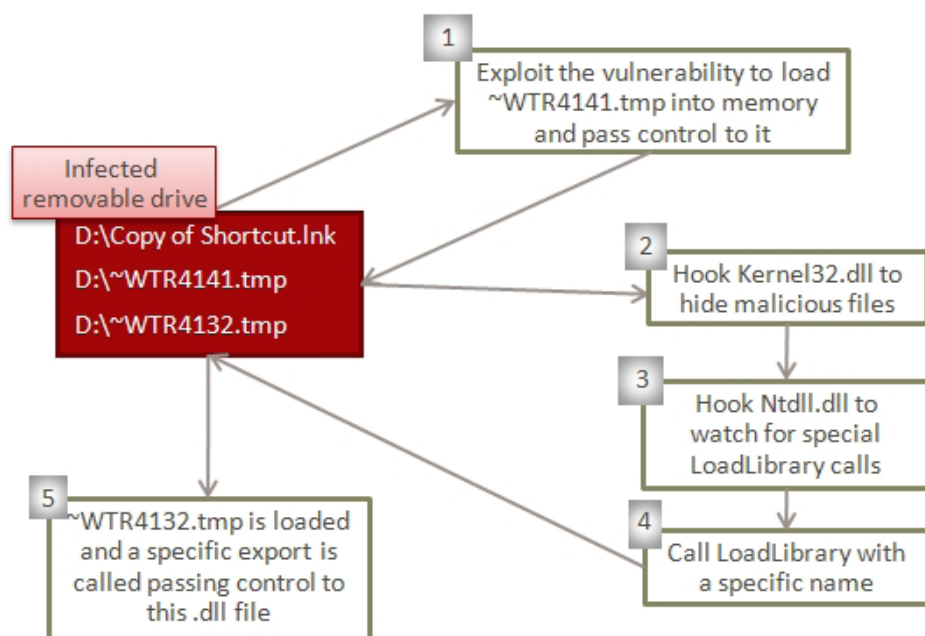 1
Exploit the vulnerability to load
~WTR4141.tmp into memory
and pass control to it
Infected
removable drive
D:\Copy of Shortcut.lnk
D:\~WTR4141.tmp
D:\~WTR4132.tmp
2
Hook Kernel32.dll to
hide malicious files
3
Hook Ntdll.dll to
watch for special
LoadLibrary calls
4
Call LoadLibrary with
a specific name
5
~WTR4132.tmp is loaded
and a specific export is
called passing control to
this .dll file